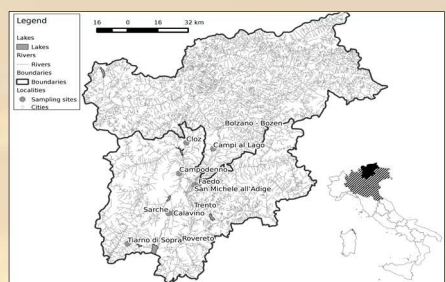 Legend
16 0 16 32 km
Lakes
Lakes
Rivers
Rivers
Boundaries
Boundaries
Localities
Sampling sites
Cities
Bolzano - Bozen
Cloz
Campi al Lago
Campodenno
Faedo
San Michele all'Adige
Trento
Sarche
Calavino
Tiarno di Sopra
Rovereto